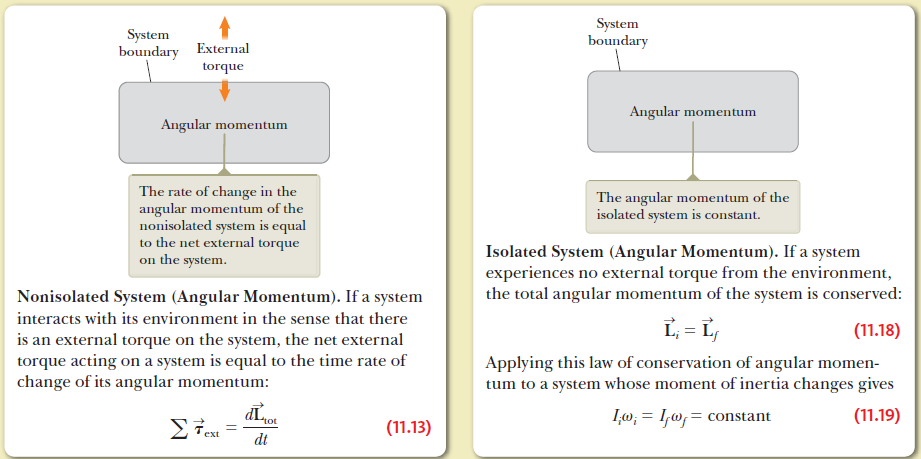 System
boundary
External
torque
Angular momentum
The rate of change in the
angular momentum of the
nonisolated system is equal
to the net external torque
on the system.
Nonisolated System (Angular Momentum). If a system
interacts with its environment in the sense that there
is an external torque on the system, the net external
torque acting on a system is equal to the time rate of
change of its angular momentum:
∑ τ⃗ext = dL⃗tot / dt (11.13)
System
boundary
Angular momentum
The angular momentum of the
isolated system is constant.
Isolated System (Angular Momentum). If a system
experiences no external torque from the environment,
the total angular momentum of the system is conserved:
L⃗i = L⃗f (11.18)
Applying this law of conservation of angular momen-
tum to a system whose moment of inertia changes gives
Iiωi = Ifωf = constant (11.19)